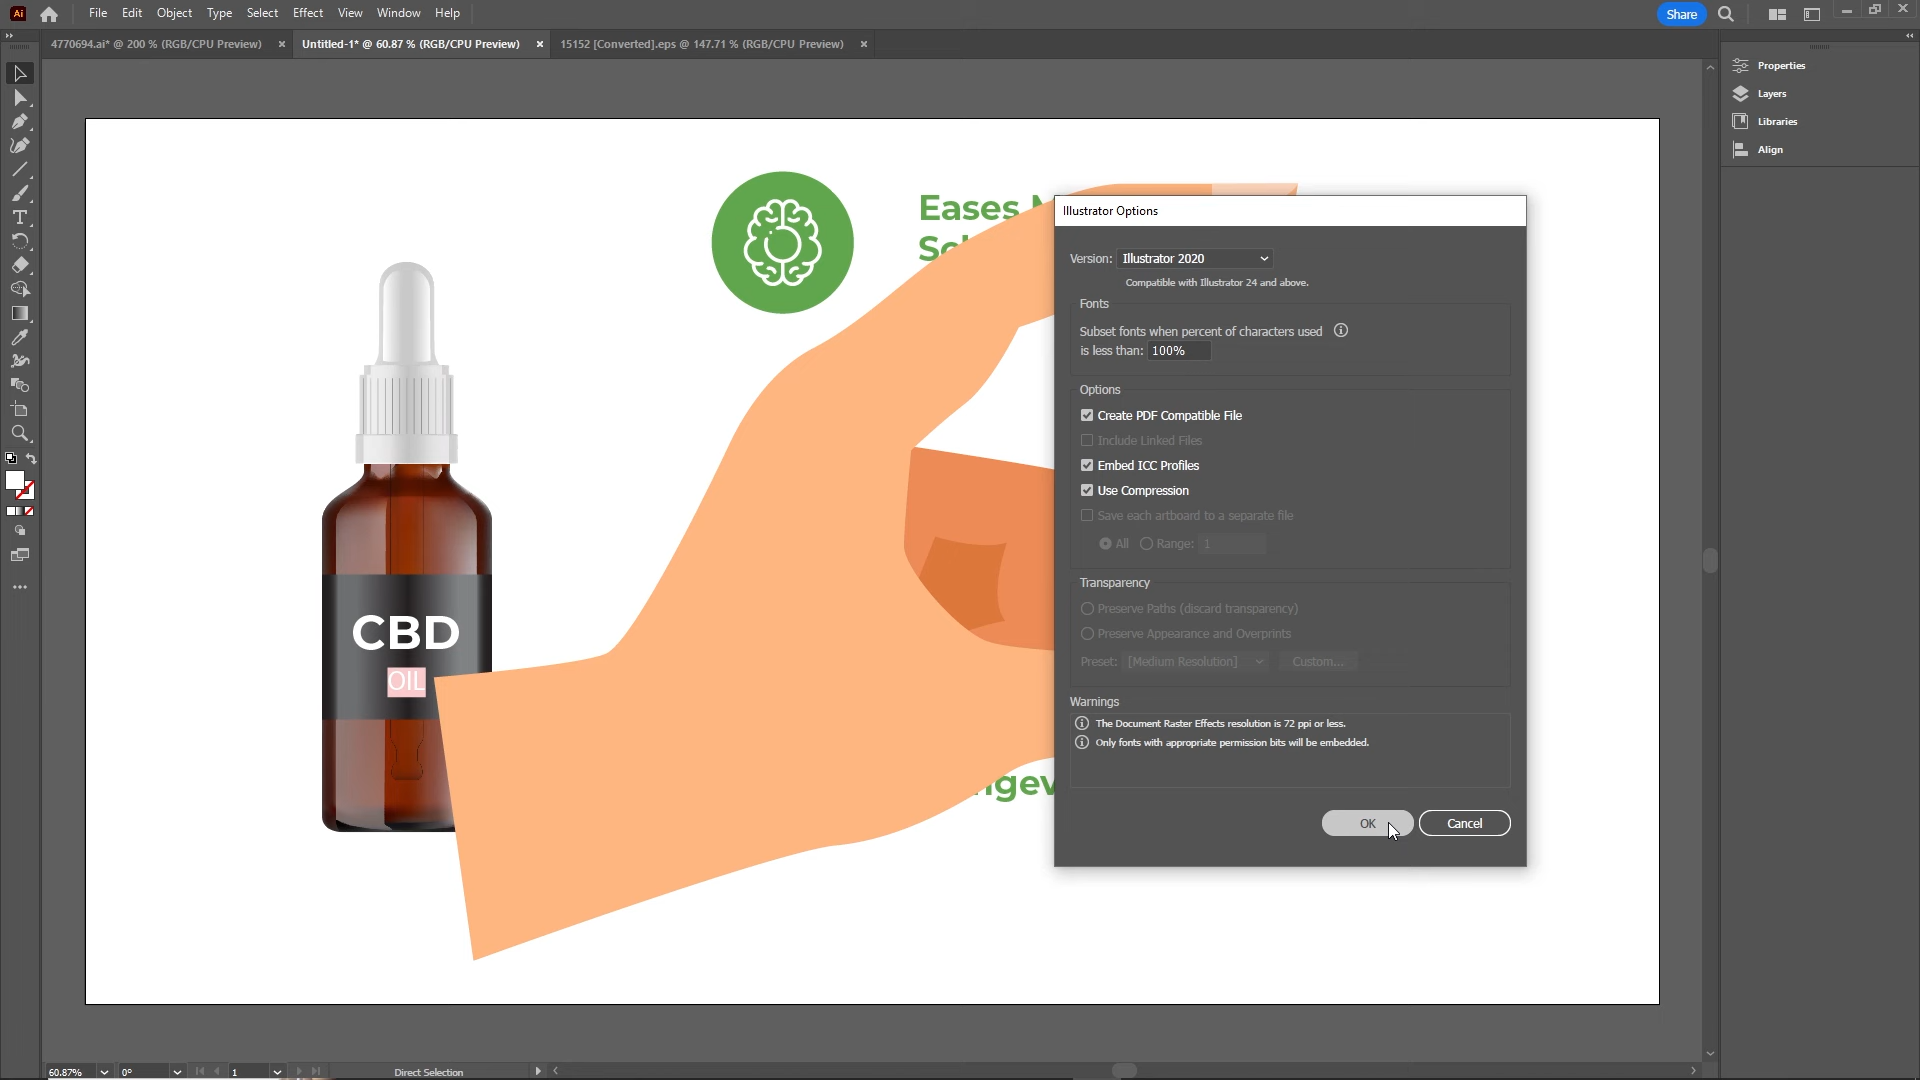 Ai File Edit Object Type Select Effect View Window Help Share
4770694.ai* @ 200 % (RGB/CPU Preview) × Untitled-1* @ 60.87 % (RGB/CPU Preview) × 15152 [Converted].eps @ 147.71 % (RGB/CPU Preview) ×
Properties
Layers
Libraries
Align
Eases
CBD
OIL
ngev
Illustrator Options
Version: Illustrator 2020
Compatible with Illustrator 24 and above.
Fonts
Subset fonts when percent of characters used
is less than: 100%
Options
Create PDF Compatible File
Include Linked Files
Embed ICC Profiles
Use Compression
Save each artboard to a separate file
All Range: 1
Transparency
Preserve Paths (discard transparency)
Preserve Appearance and Overprints
Preset: [Medium Resolution] Custom...
Warnings
The Document Raster Effects resolution is 72 ppi or less.
Only fonts with appropriate permission bits will be embedded.
OK Cancel
60.87% 0° 1 Direct Selection